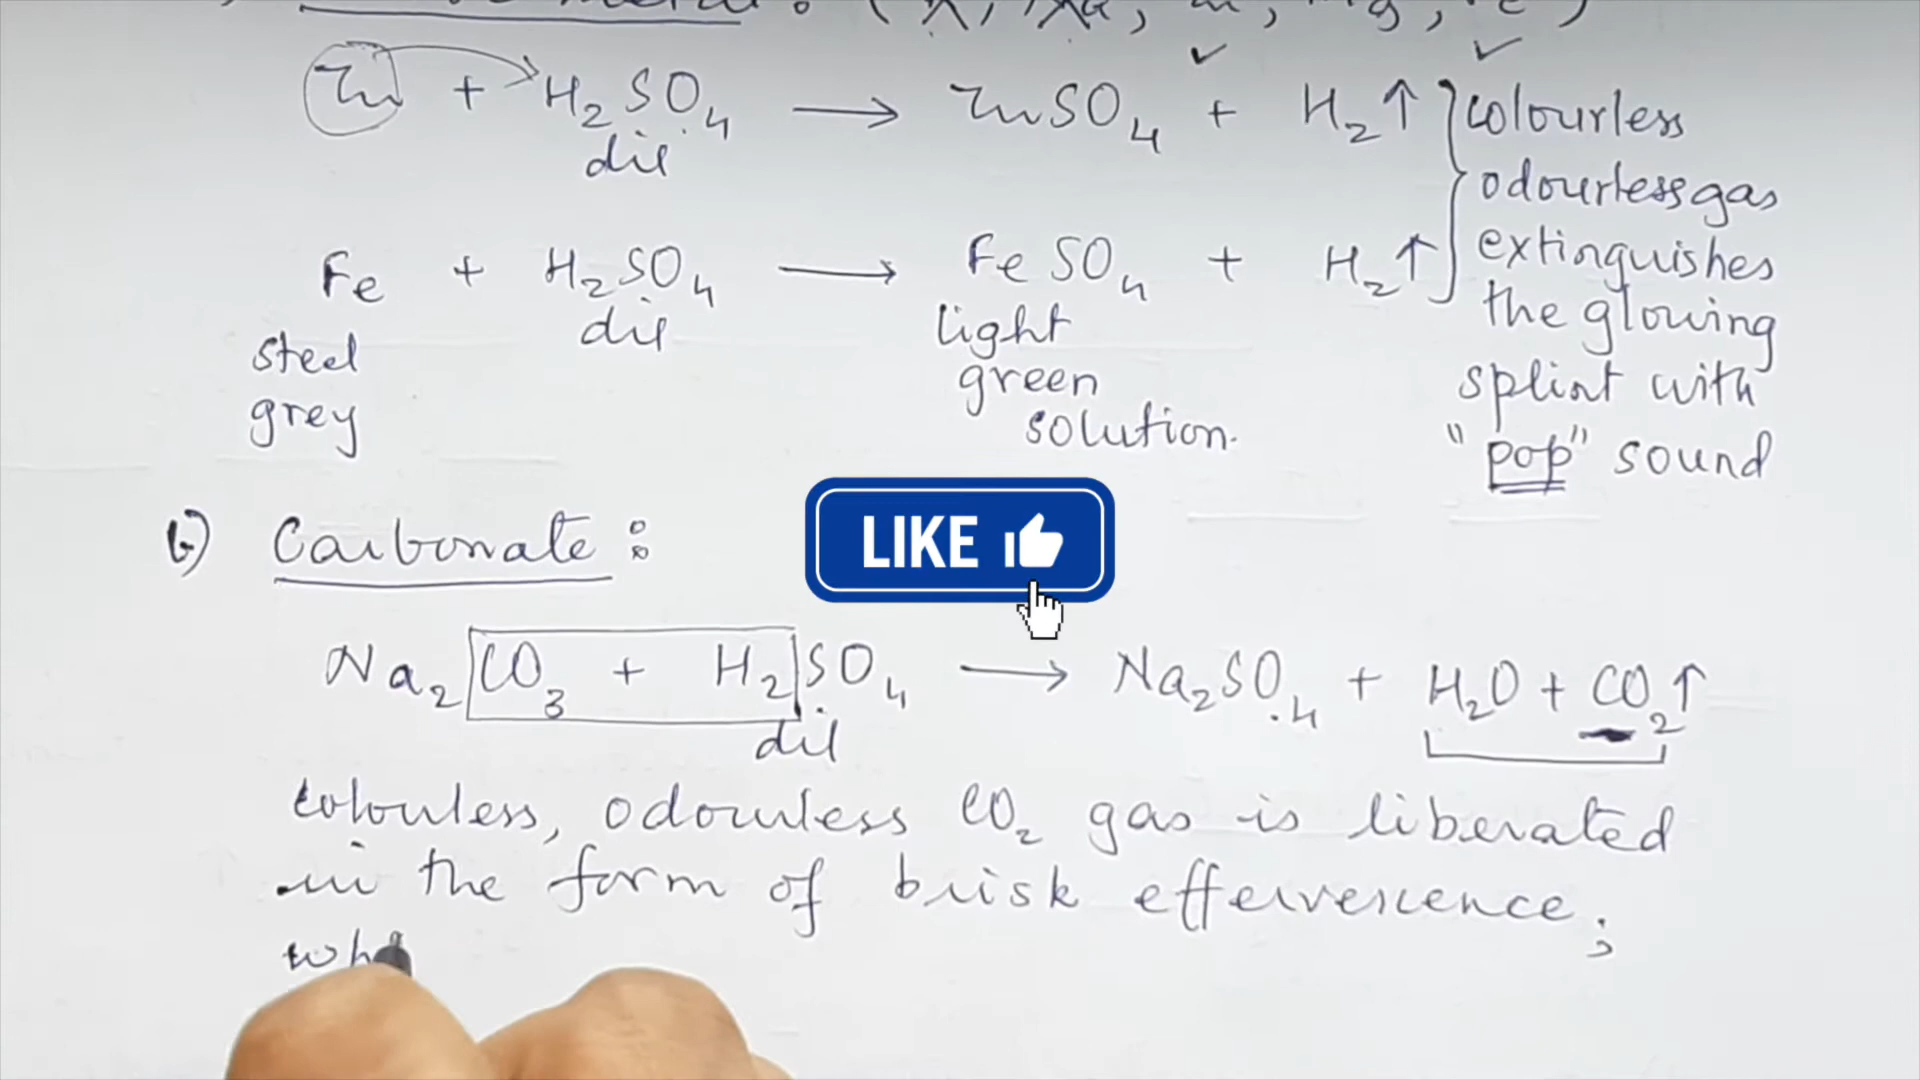 Zn + H₂SO₄ → ZnSO₄ + H₂↑ } colourless
dil
odourless gas
Fe + H₂SO₄ → FeSO₄ + H₂↑
extinguishes
dil
light
the glowing
steel
green
splint with
grey
solution.
"pop" sound
b) Carbonate :
LIKE
Na₂CO₃ + H₂SO₄ → Na₂SO₄ + H₂O + CO₂↑
dil
colourless, odourless CO₂ gas is liberated
in the form of brisk effervescence ;
wh